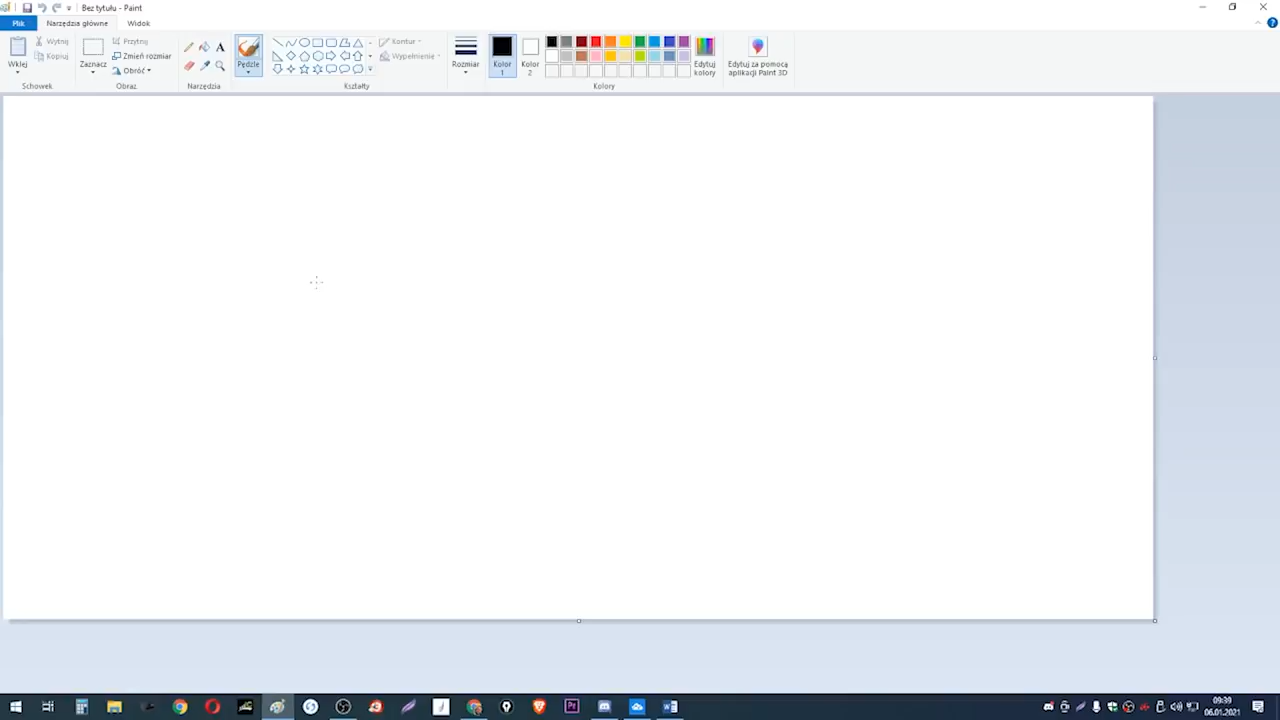 Bez tytułu - Paint
Plik
Narzędzia główne
Widok
Wklej
Wytnij
Kopiuj
Schowek
Zaznacz
Przytnij
Zmień rozmiar
Obróć
Obraz
A
Narzędzia
Pędzle
Kontur
Wypełnienie
Kształty
Rozmiar
Kolor
1
Kolor
2
Edytuj
kolory
Kolory
Edytuj za pomocą
aplikacji Paint 3D
Pr
09:39
06.01.2021